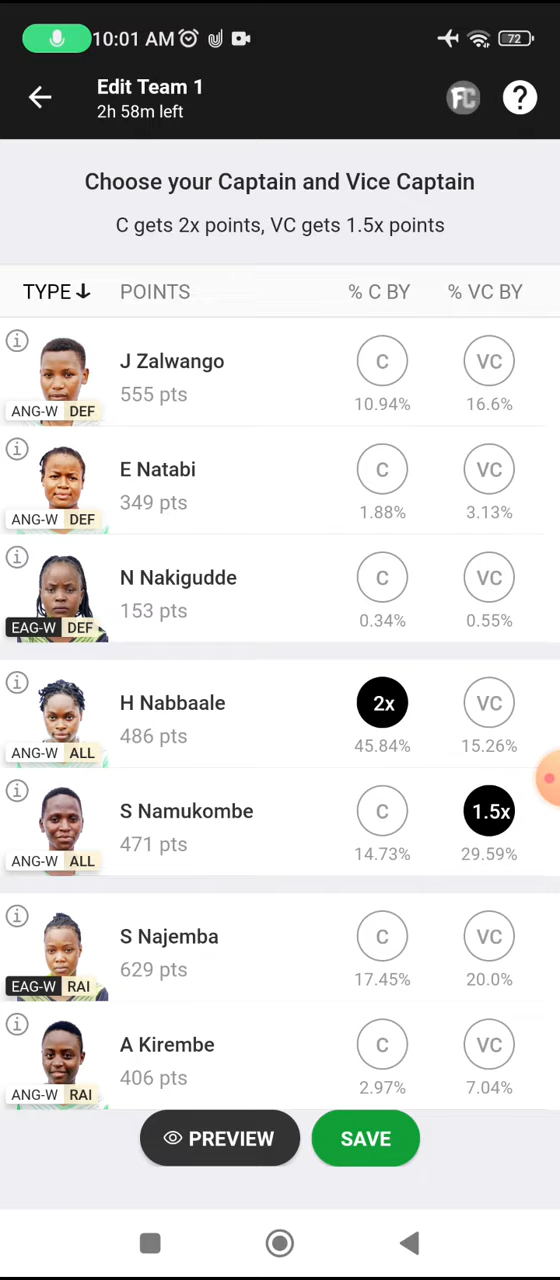 10:01 AM
72
Edit Team 1
2h 58m left
FC
?
Choose your Captain and Vice Captain
C gets 2x points, VC gets 1.5x points
TYPE POINTS % C BY % VC BY
J Zalwango
555 pts
C
VC
10.94%
16.6%
ANG-W DEF
E Natabi
349 pts
C
VC
1.88%
3.13%
ANG-W DEF
N Nakigudde
153 pts
C
VC
0.34%
0.55%
EAG-W DEF
H Nabbaale
486 pts
2x
VC
45.84%
15.26%
ANG-W ALL
S Namukombe
471 pts
C
1.5x
14.73%
29.59%
ANG-W ALL
S Najemba
629 pts
C
VC
17.45%
20.0%
EAG-W RAI
A Kirembe
406 pts
C
VC
2.97%
7.04%
ANG-W RAI
PREVIEW
SAVE